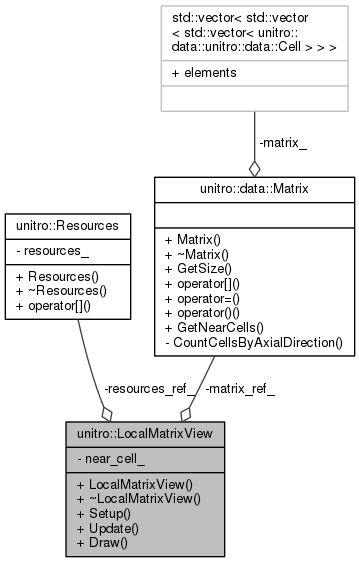 std::vector< std::vector
< std::vector< unitro::
data::unitro::data::Cell > > >
+ elements
-matrix_
unitro::data::Matrix
+ Matrix()
+ ~Matrix()
+ GetSize()
+ operator[]()
+ operator=()
+ operator()()
+ GetNearCells()
- CountCellsByAxialDirection()
unitro::Resources
- resources_
+ Resources()
+ ~Resources()
+ operator[]()
-resources_ref_
-matrix_ref_
unitro::LocalMatrixView
- near_cell_
+ LocalMatrixView()
+ ~LocalMatrixView()
+ Setup()
+ Update()
+ Draw()